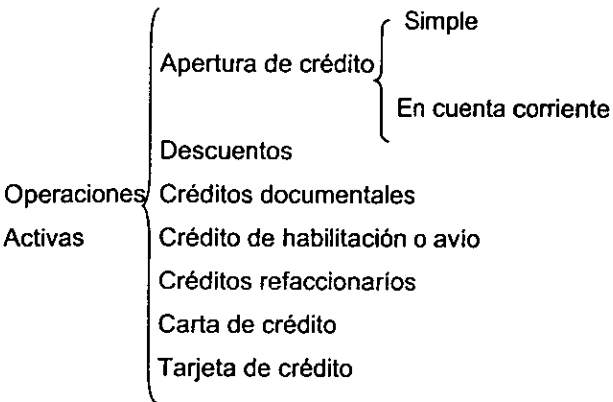 Simple
Apertura de crédito
En cuenta corriente
Descuentos
Operaciones Créditos documentales
Activas Crédito de habilitación o avío
Créditos refaccionarios
Carta de crédito
Tarjeta de crédito